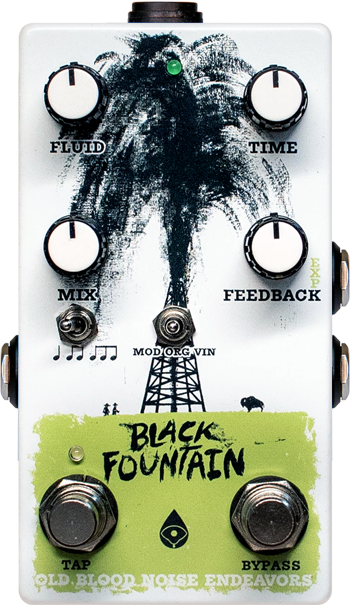 FLUID TIME
EXP
MIX FEEDBACK
MOD ORG VIN
BLACK
FOUNTAIN
TAP BYPASS
OLD BLOOD NOISE ENDEAVORS